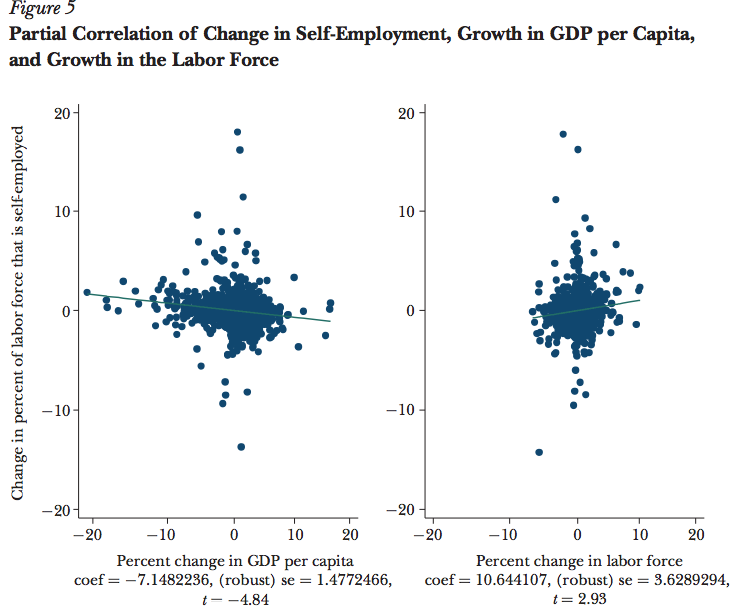 Figure 5
Partial Correlation of Change in Self-Employment, Growth in GDP per Capita,
and Growth in the Labor Force
Change in percent of labor force that is self-employed
20
10
0
−10
−20
−20 −10 0 10 20
Percent change in GDP per capita
coef = −7.1482236, (robust) se = 1.4772466,
t = −4.84
20
10
0
−10
−20
−20 −10 0 10 20
Percent change in labor force
coef = 10.644107, (robust) se = 3.6289294,
t = 2.93